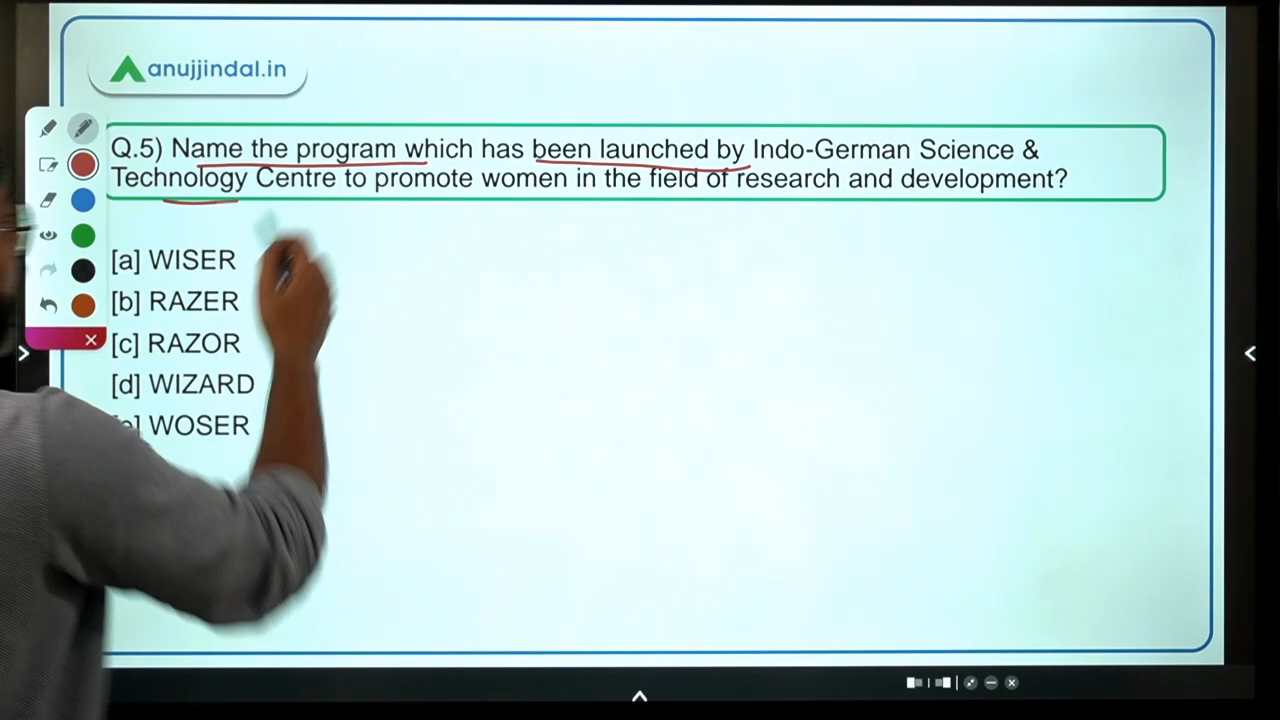 anujjindal.in
Q.5) Name the program which has been launched by Indo-German Science &
Technology Centre to promote women in the field of research and development?
[a] WISER
[b] RAZER
[c] RAZOR
[d] WIZARD
[e] WOSER